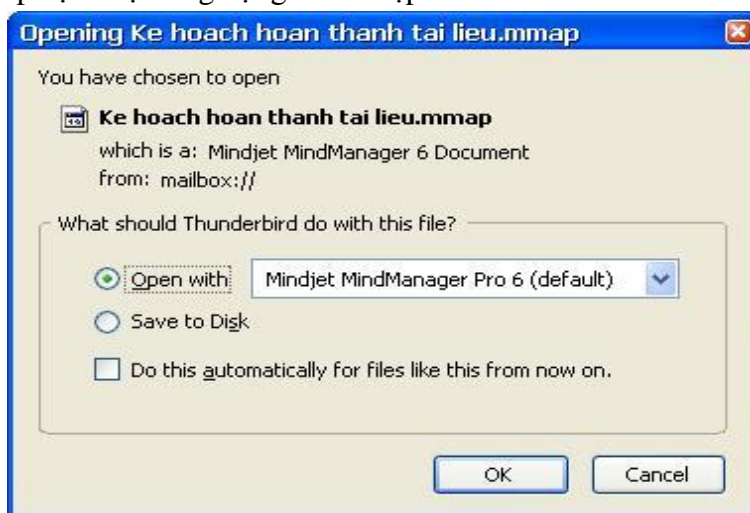 Opening Ke hoach hoan thanh tai lieu.mmap
You have chosen to open
Ke hoach hoan thanh tai lieu.mmap
which is a: Mindjet MindManager 6 Document
from: mailbox://
What should Thunderbird do with this file?
Open with Mindjet MindManager Pro 6 (default)
Save to Disk
Do this automatically for files like this from now on.
OK Cancel